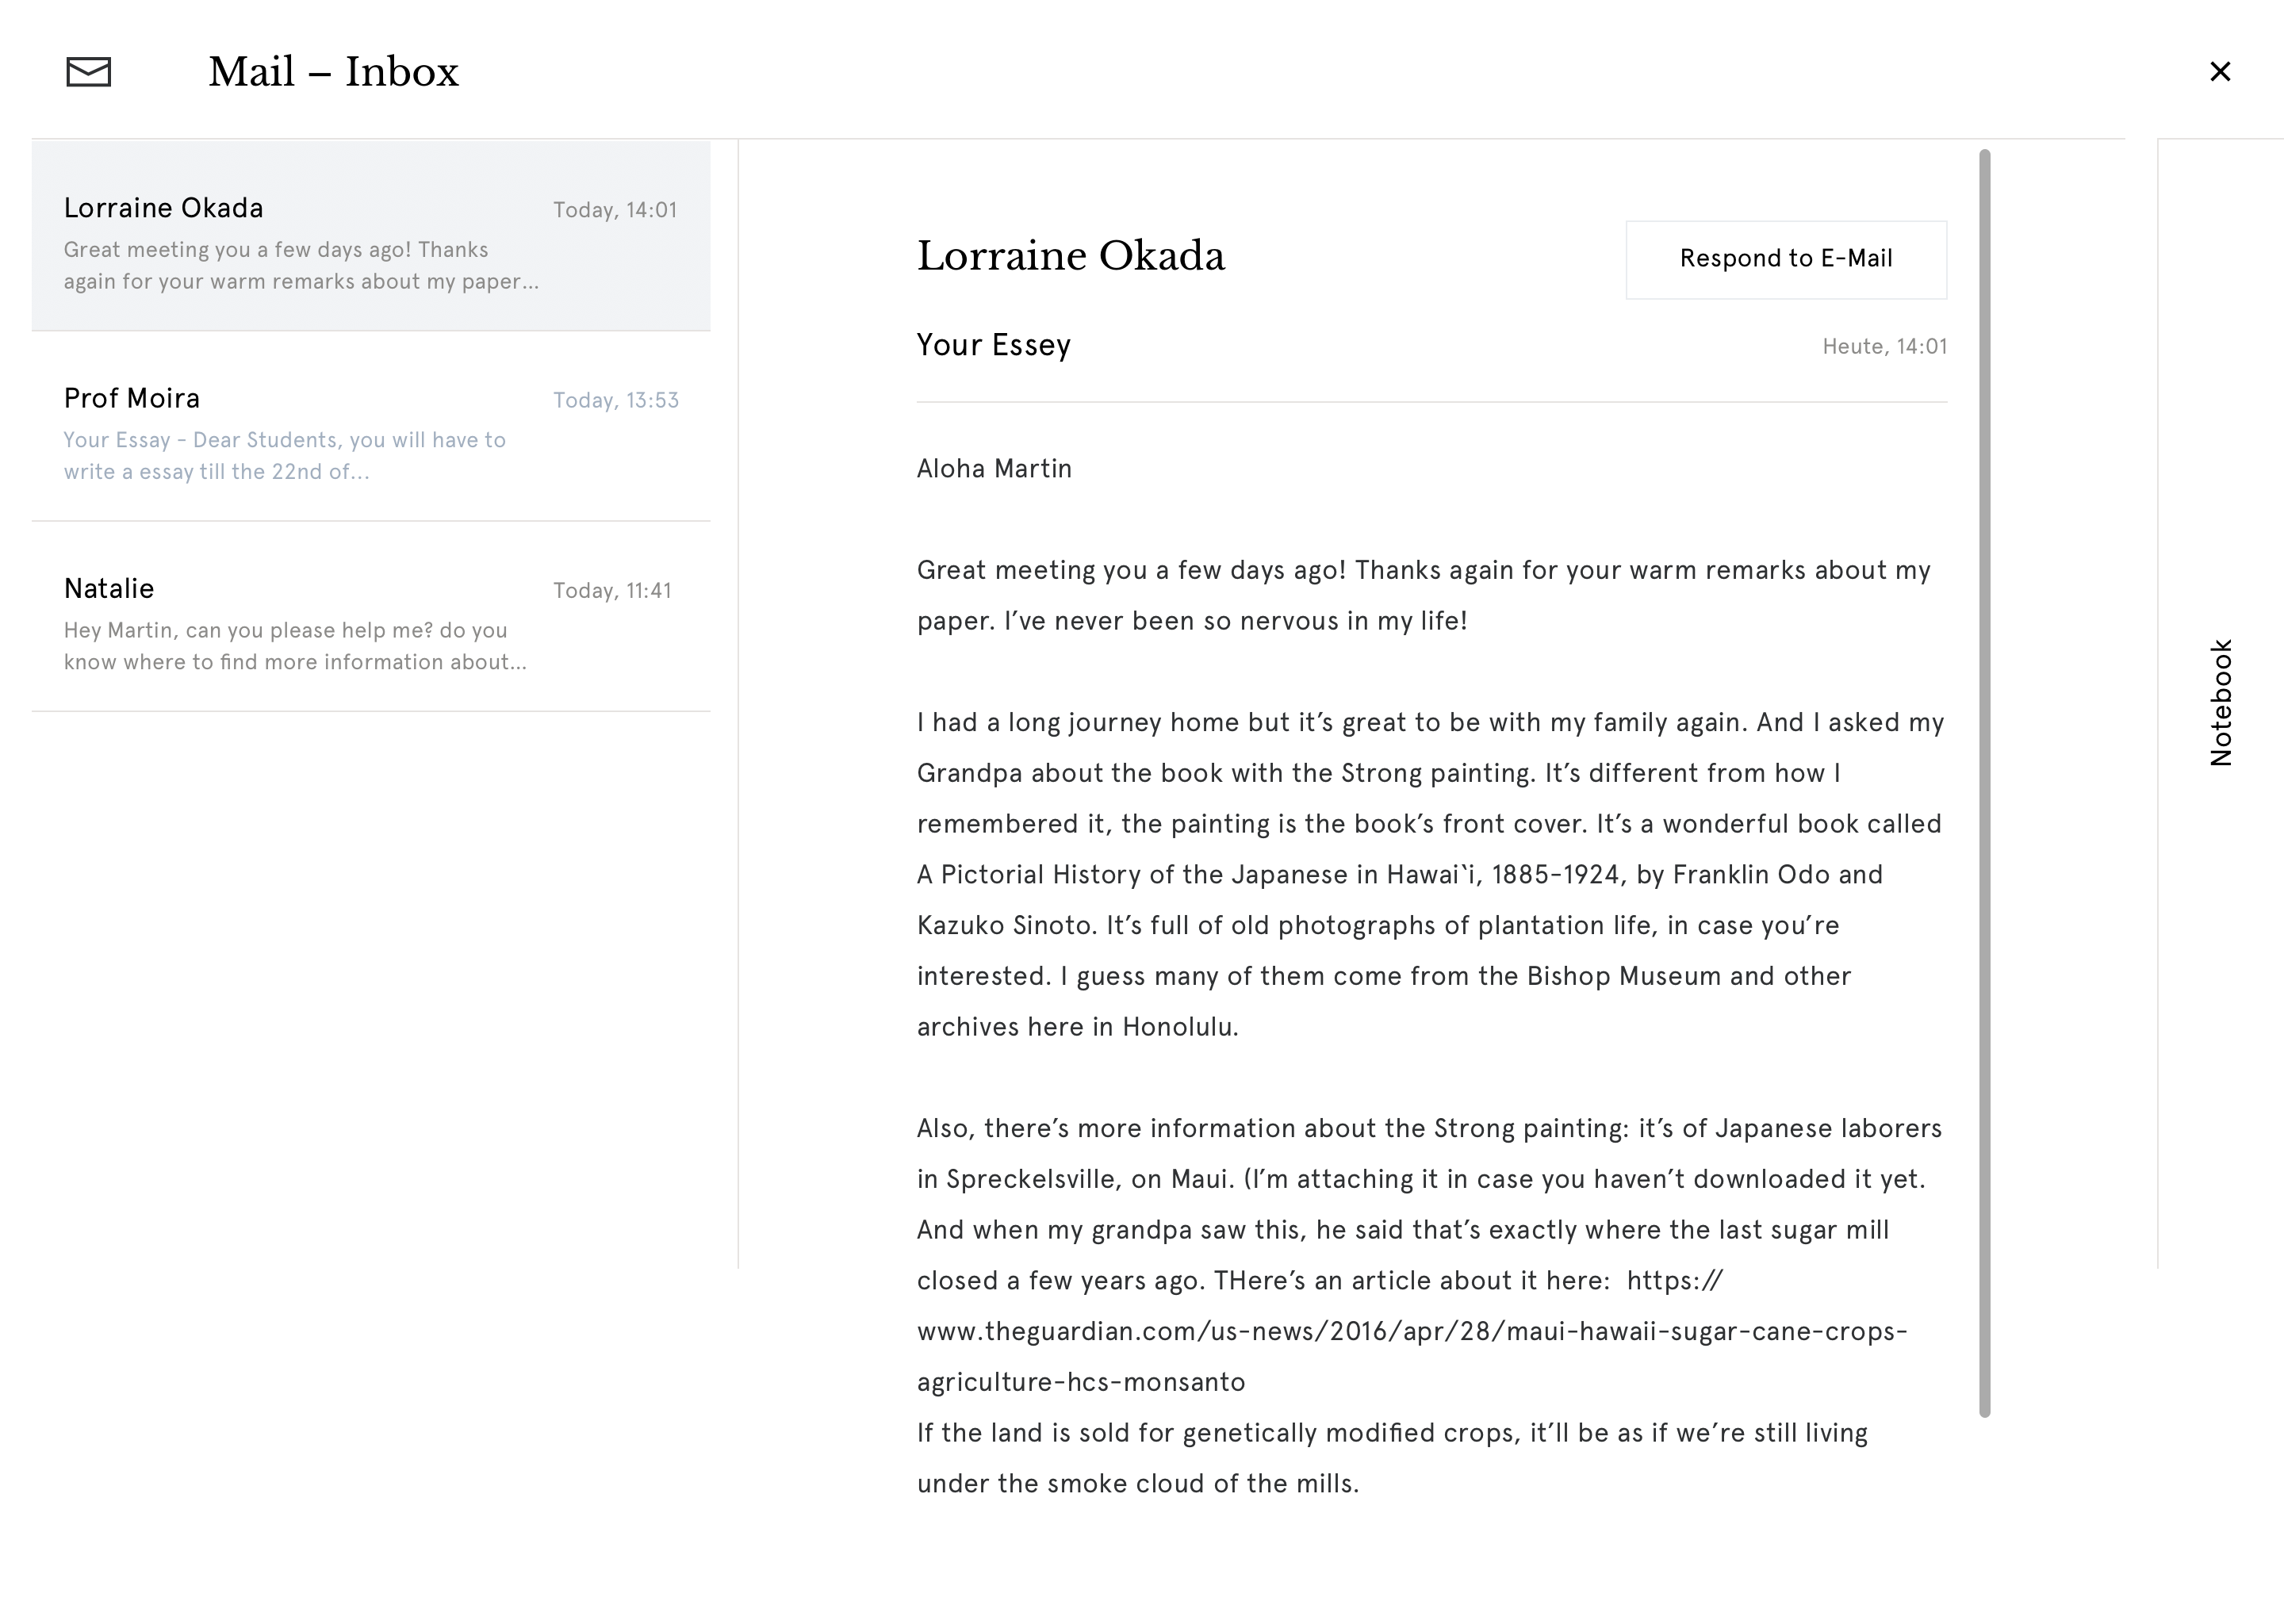 Mail – Inbox
Lorraine Okada
Today, 14:01
Great meeting you a few days ago! Thanks
again for your warm remarks about my paper...
Prof Moira
Today, 13:53
Your Essay - Dear Students, you will have to
write a essay till the 22nd of...
Natalie
Today, 11:41
Hey Martin, can you please help me? do you
know where to find more information about...
Lorraine Okada
Respond to E-Mail
Your Essey
Heute, 14:01
Aloha Martin
Great meeting you a few days ago! Thanks again for your warm remarks about my
paper. I’ve never been so nervous in my life!
I had a long journey home but it’s great to be with my family again. And I asked my
Grandpa about the book with the Strong painting. It’s different from how I
remembered it, the painting is the book’s front cover. It’s a wonderful book called
A Pictorial History of the Japanese in Hawai`i, 1885-1924, by Franklin Odo and
Kazuko Sinoto. It’s full of old photographs of plantation life, in case you’re
interested. I guess many of them come from the Bishop Museum and other
archives here in Honolulu.
Also, there’s more information about the Strong painting: it’s of Japanese laborers
in Spreckelsville, on Maui. (I’m attaching it in case you haven’t downloaded it yet.
And when my grandpa saw this, he said that’s exactly where the last sugar mill
closed a few years ago. THere’s an article about it here:  https://
www.theguardian.com/us-news/2016/apr/28/maui-hawaii-sugar-cane-crops-
agriculture-hcs-monsanto
If the land is sold for genetically modified crops, it’ll be as if we’re still living
under the smoke cloud of the mills.
Notebook